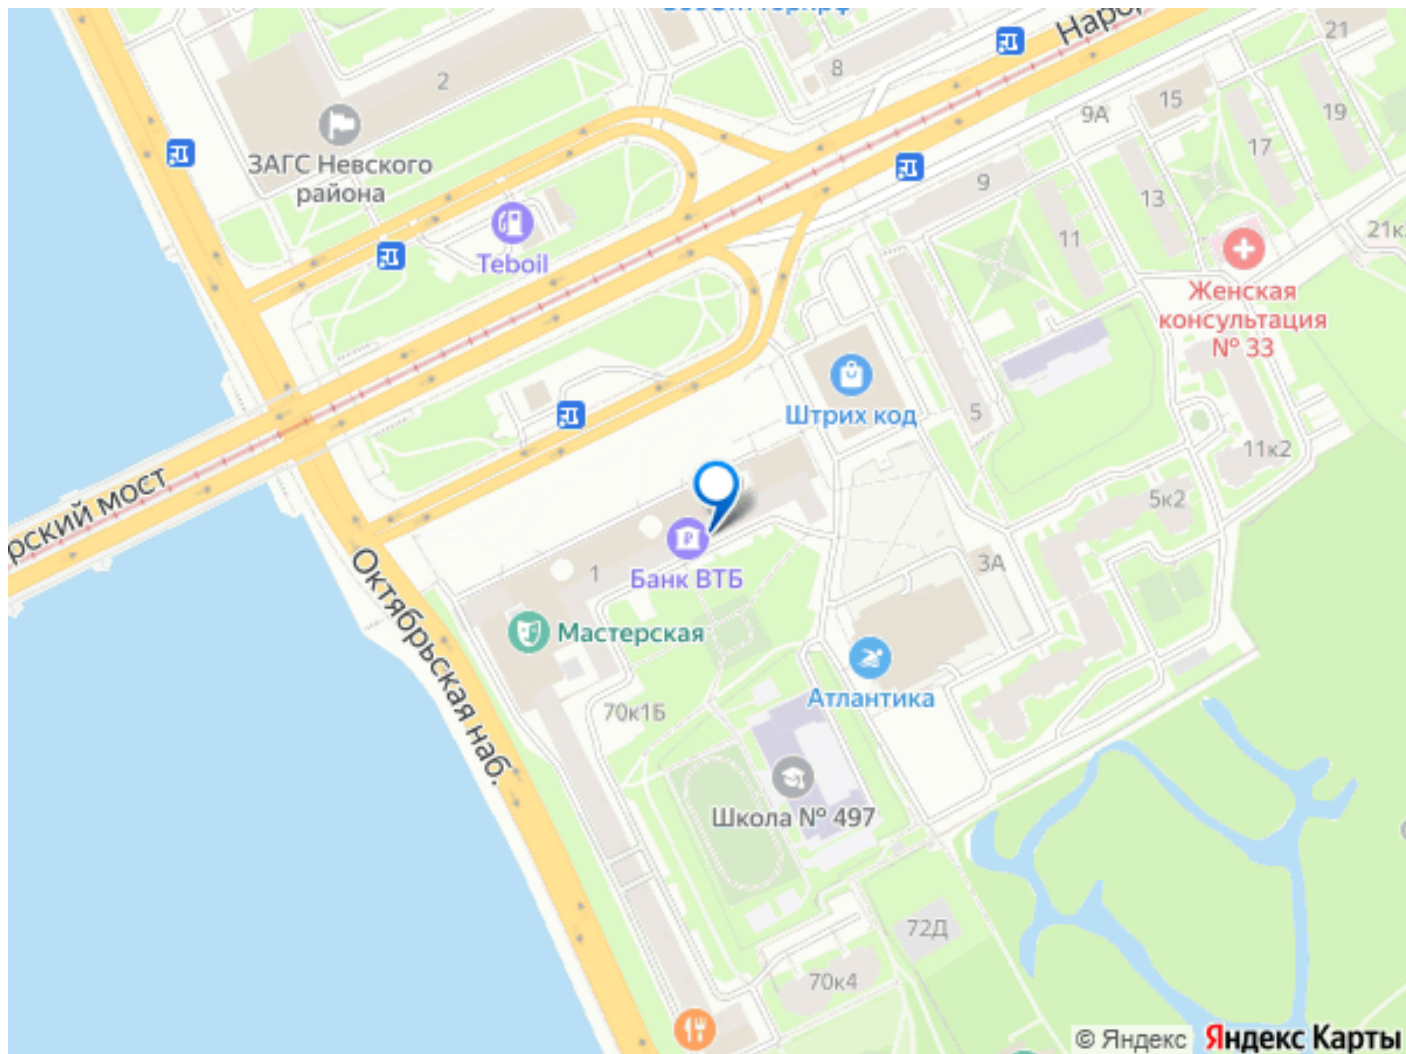 Наро
21
2
8
15
19
9А
17
ЗАГС Невского
района
9
13
11
21к
Teboil
Женская
консультация
№ 33
Штрих код
5
11к2
рский мост
5к2
3А
1
Банк ВТБ
Мастерская
Октябрьская наб.
Атлантика
70к1Б
Школа № 497
72Д
70к4
© Яндекс
Яндекс Карты